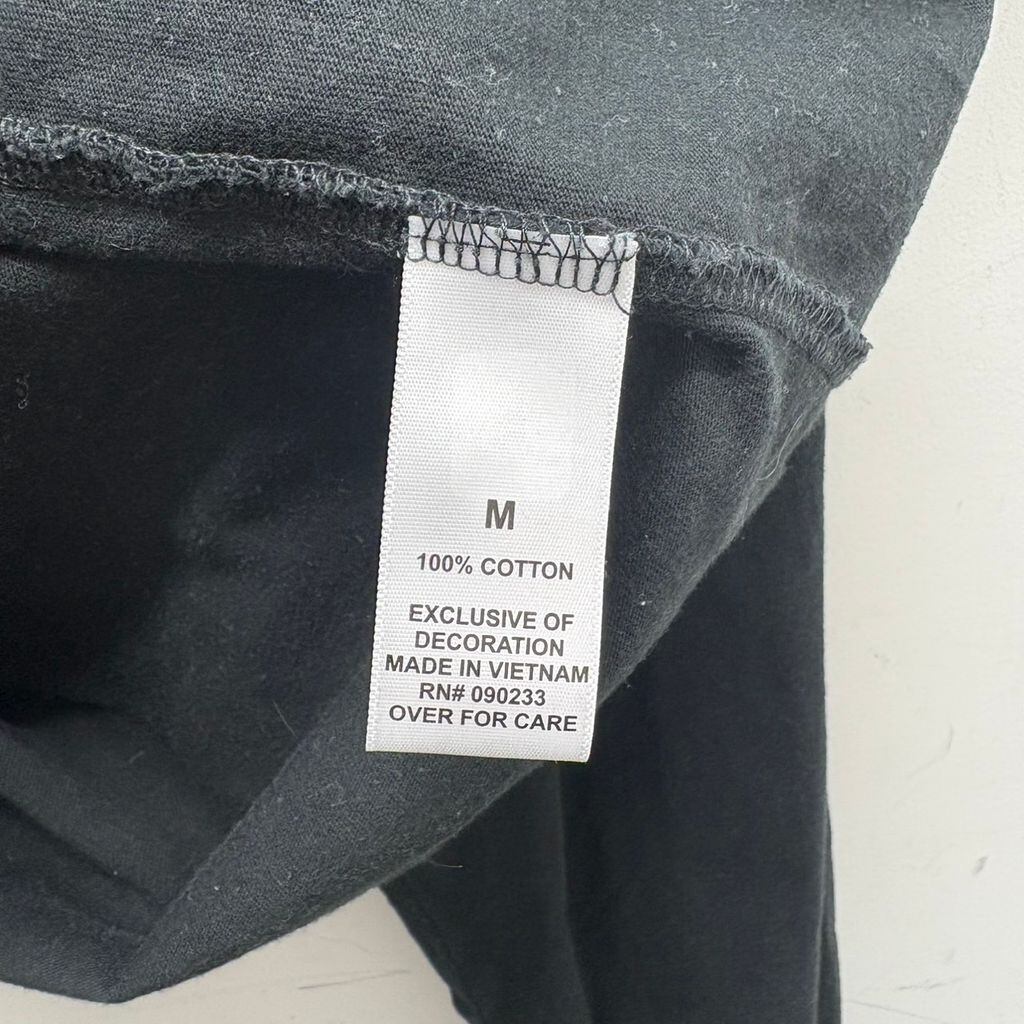 M
100% COTTON
EXCLUSIVE OF
DECORATION
MADE IN VIETNAM
RN# 090233
OVER FOR CARE